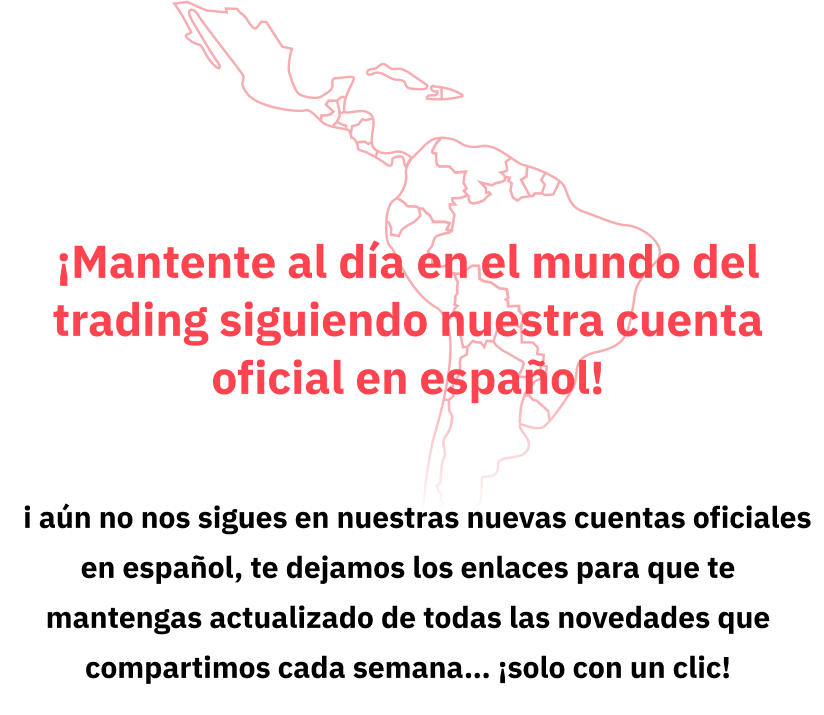 ¡Mantente al día en el mundo del
trading siguiendo nuestra cuenta
oficial en español!
i aún no nos sigues en nuestras nuevas cuentas oficiales
en español, te dejamos los enlaces para que te
mantengas actualizado de todas las novedades que
compartimos cada semana... ¡solo con un clic!